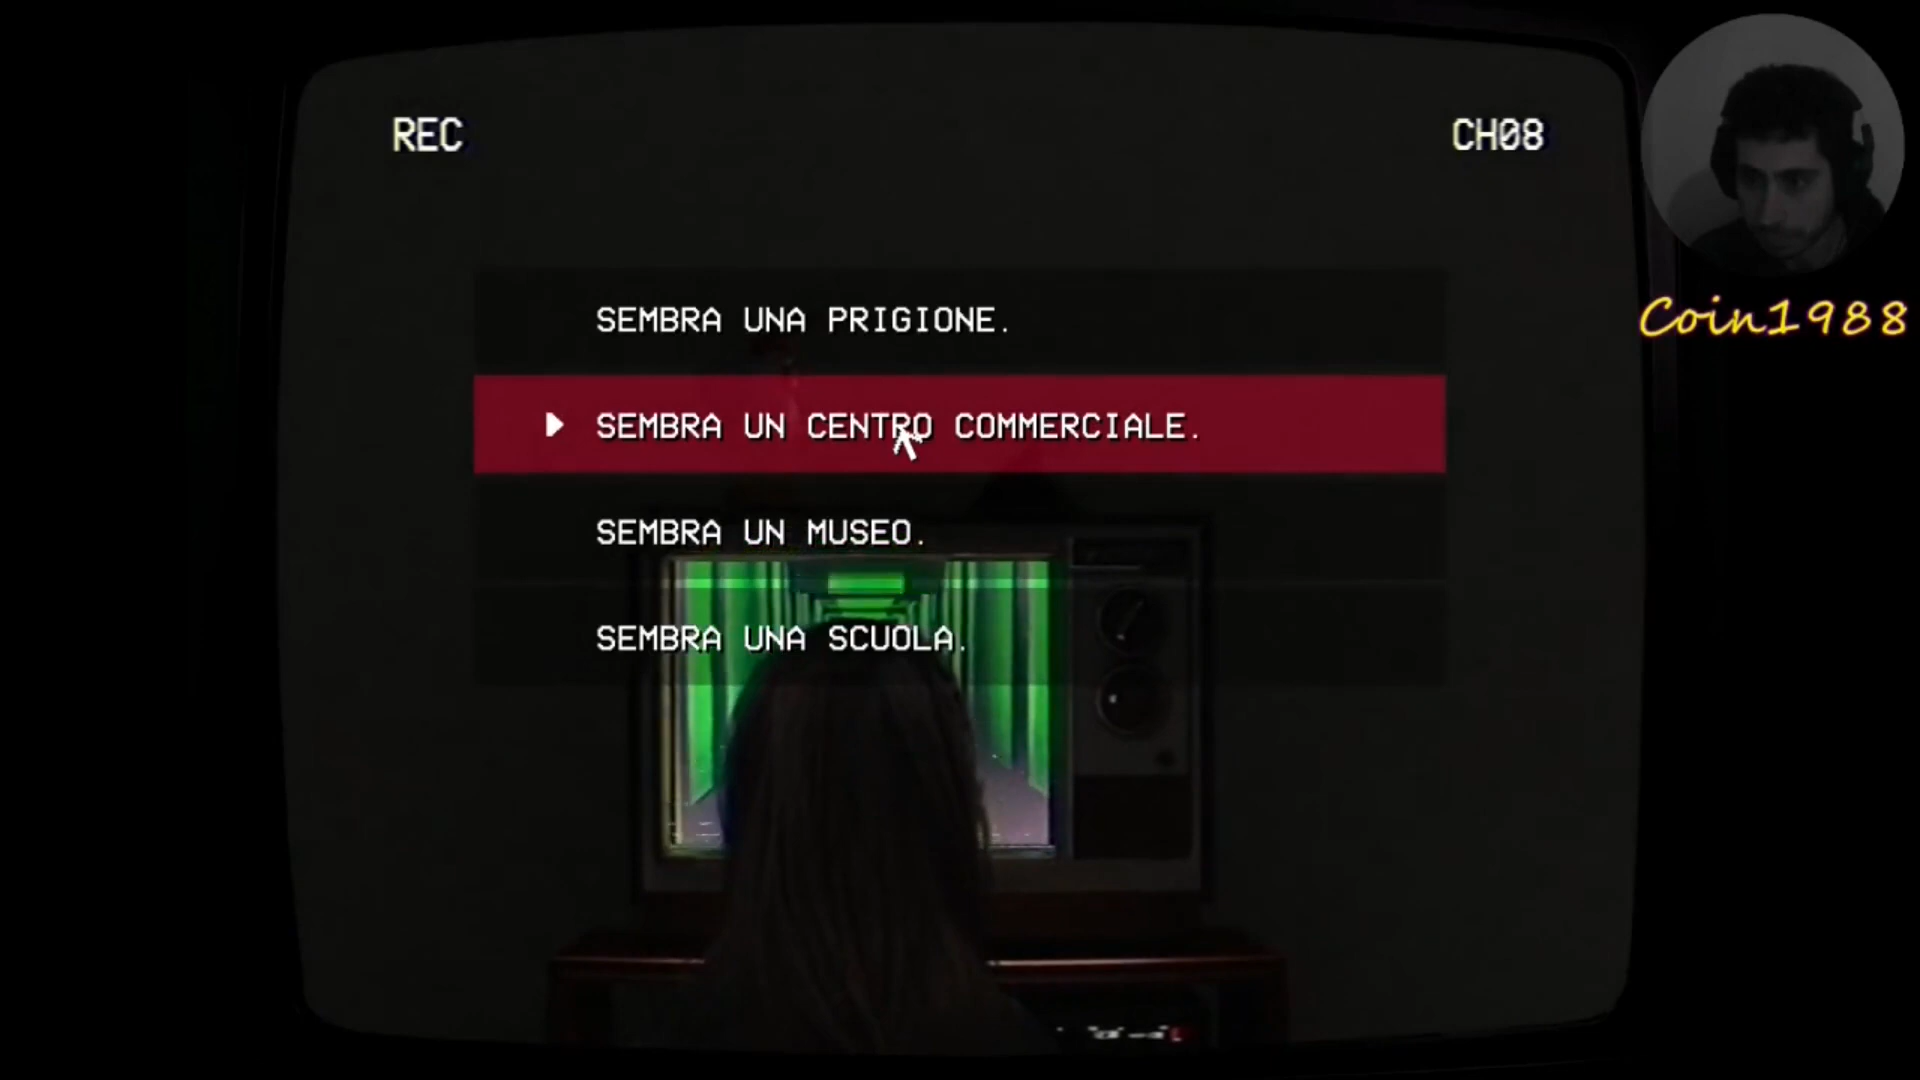 REC
CH08
Coin1988
SEMBRA UNA PRIGIONE.
SEMBRA UN CENTRO COMMERCIALE.
SEMBRA UN MUSEO.
SEMBRA UNA SCUOLA.